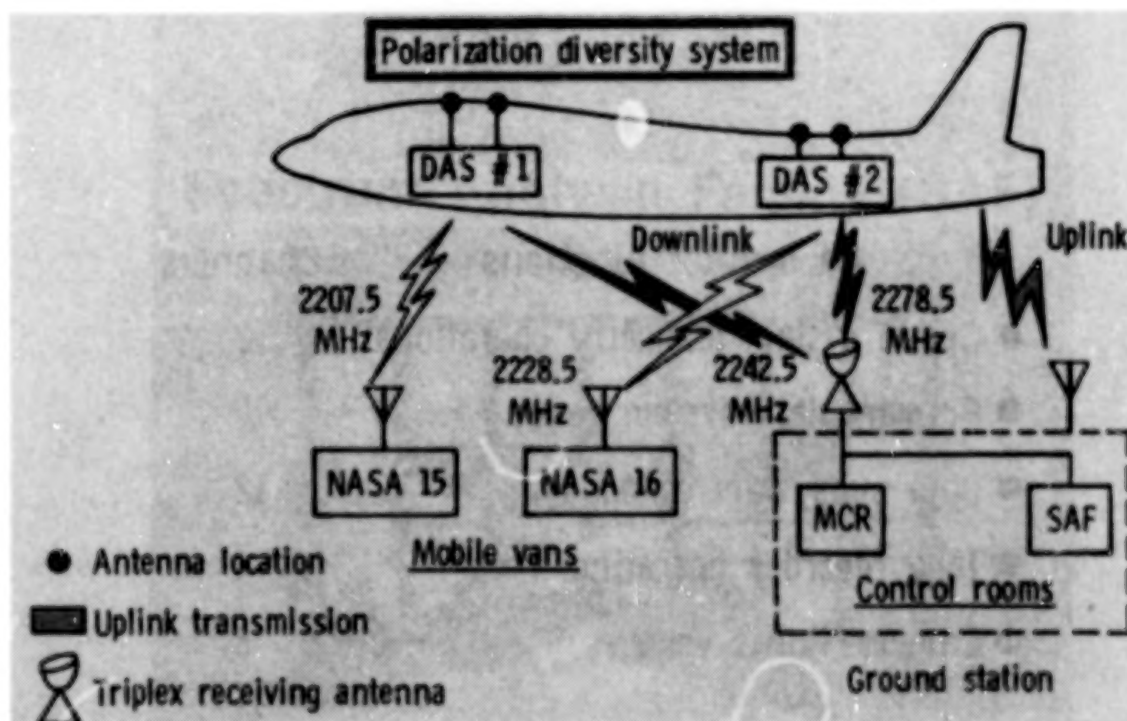 Polarization diversity system
DAS #1
DAS #2
Downlink
Uplink
2207.5
MHz
2228.5
MHz
2242.5
MHz
2278.5
MHz
NASA 15
NASA 16
MCR
SAF
Mobile vans
Control rooms
Ground station
Antenna location
Uplink transmission
Triplex receiving antenna